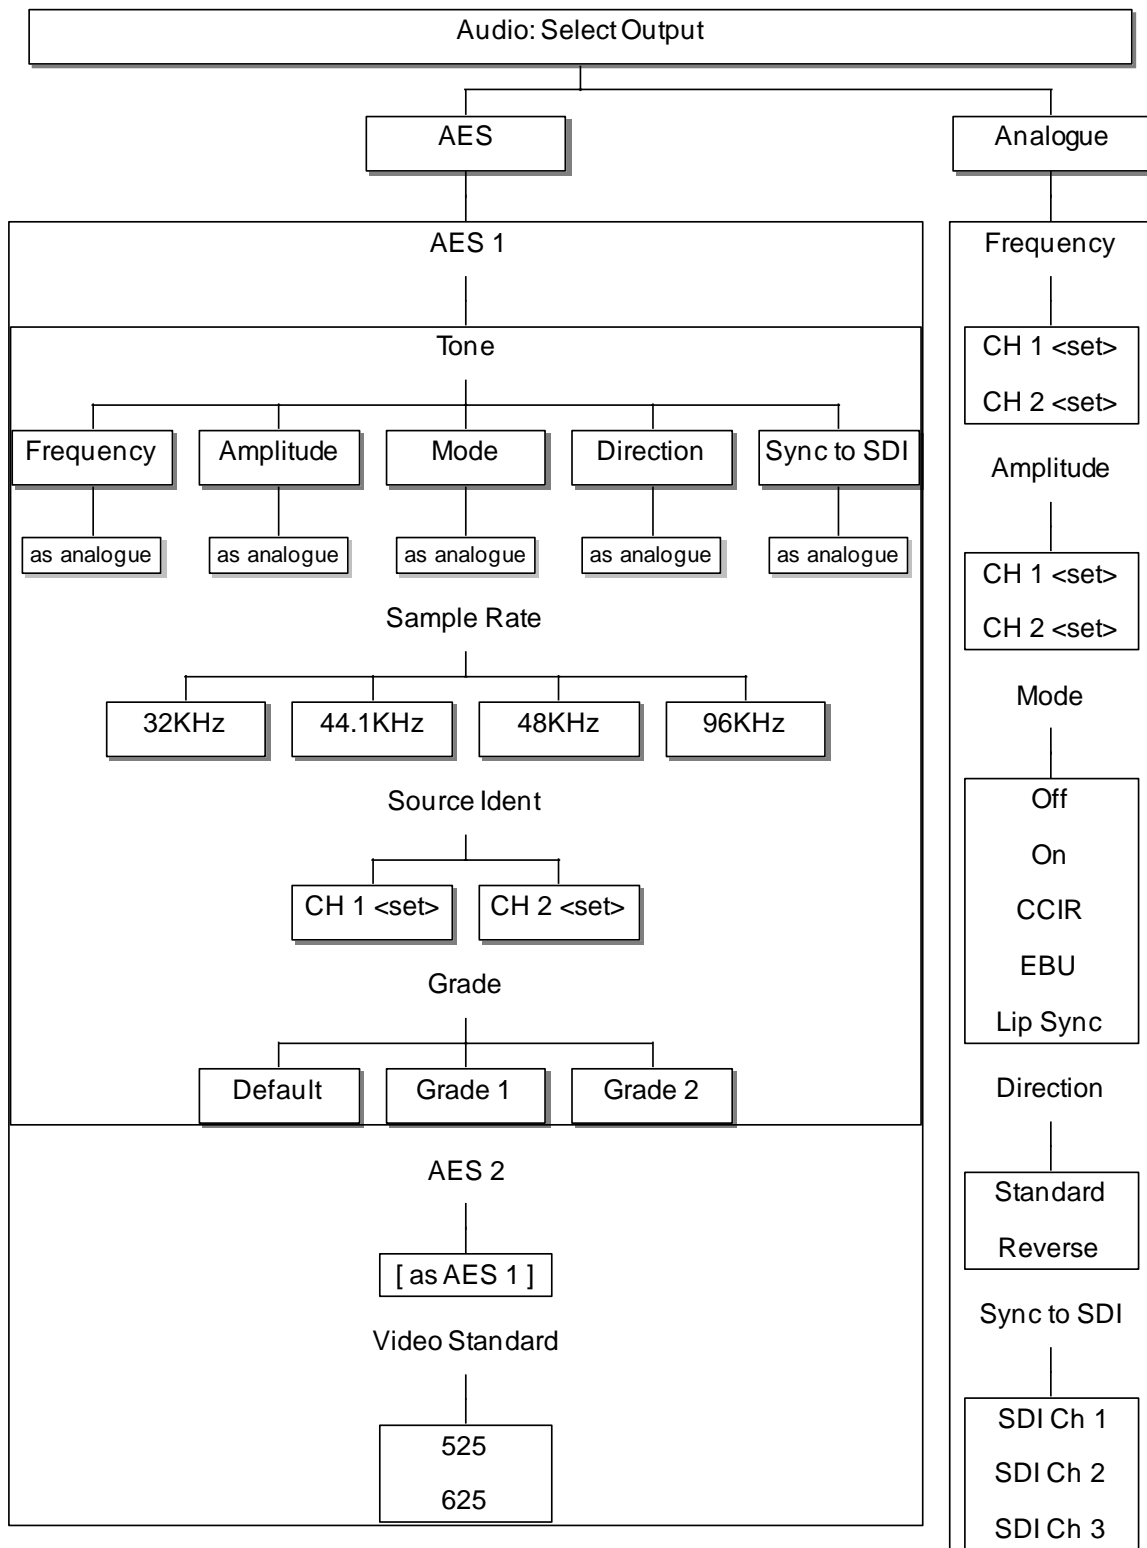 Audio: Select Output
AES
Analogue
AES 1
Tone
Frequency
Amplitude
Mode
Direction
Sync to SDI
as analogue
as analogue
as analogue
as analogue
as analogue
Sample Rate
32KHz
44.1KHz
48KHz
96KHz
Source Ident
CH 1 <set>
CH 2 <set>
Grade
Default
Grade 1
Grade 2
AES 2
[ as AES 1 ]
Video Standard
525
625
Frequency
CH 1 <set>
CH 2 <set>
Amplitude
CH 1 <set>
CH 2 <set>
Mode
Off
On
CCIR
EBU
Lip Sync
Direction
Standard
Reverse
Sync to SDI
SDI Ch 1
SDI Ch 2
SDI Ch 3